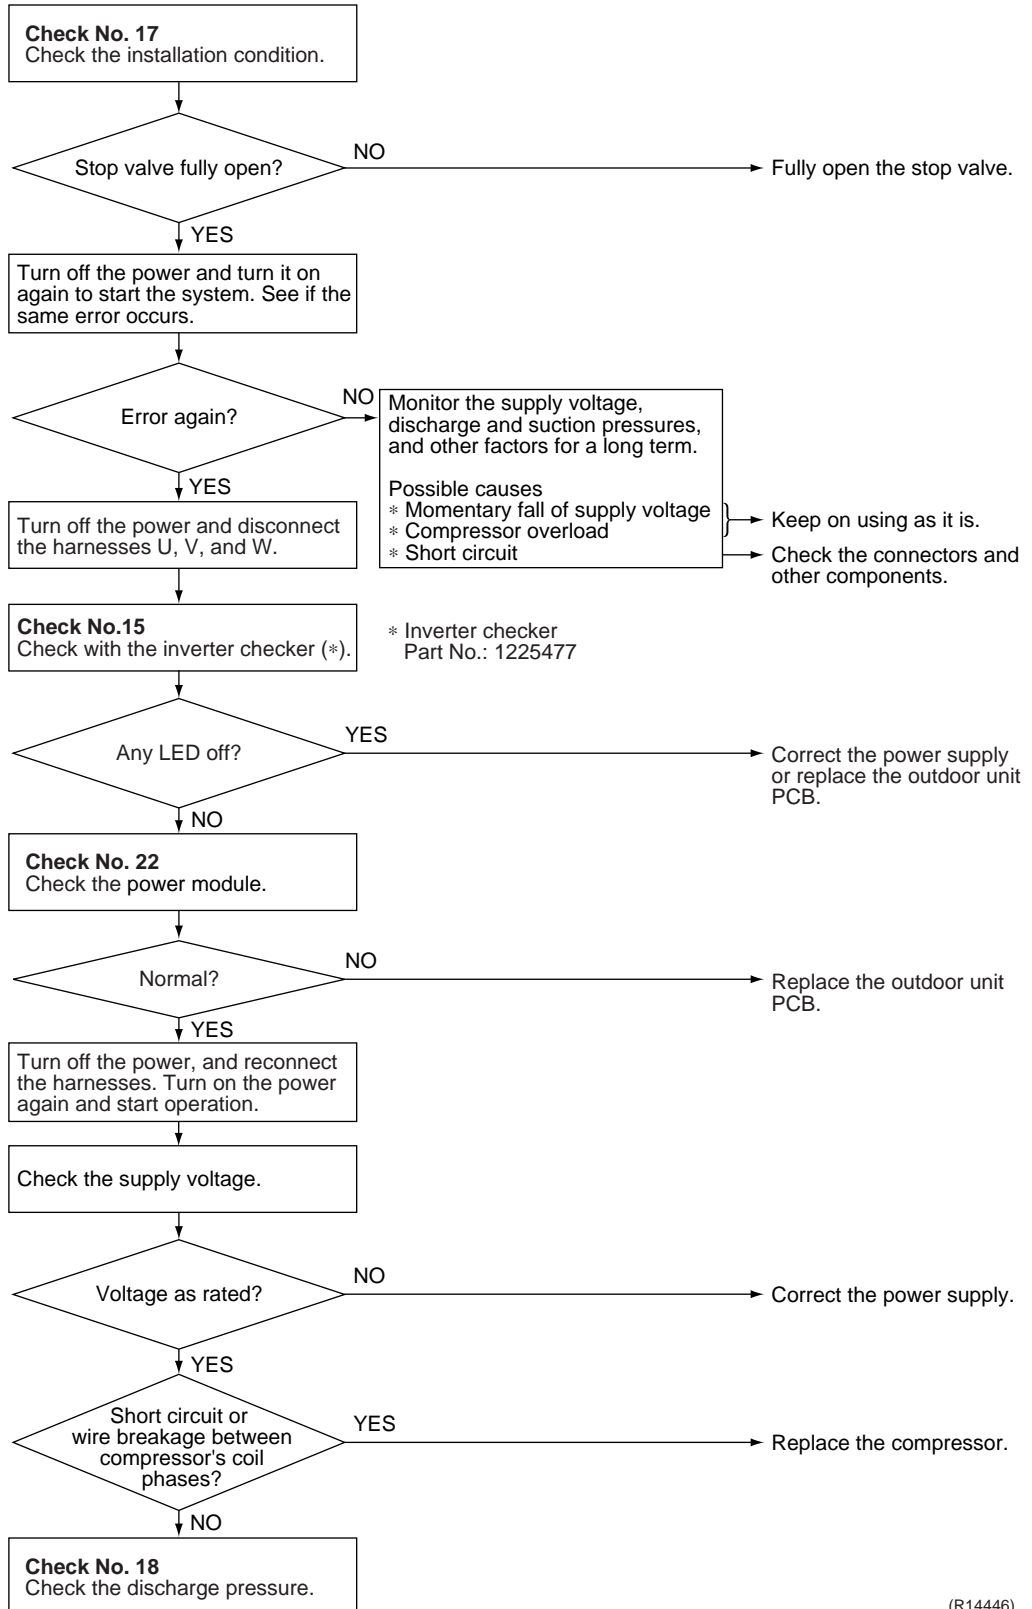 Check No. 17
Check the installation condition.
Stop valve fully open?
NO
Fully open the stop valve.
YES
Turn off the power and turn it on
again to start the system. See if the
same error occurs.
Error again?
NO
Monitor the supply voltage,
discharge and suction pressures,
and other factors for a long term.
Possible causes
∗ Momentary fall of supply voltage
∗ Compressor overload
∗ Short circuit
Keep on using as it is.
Check the connectors and
other components.
YES
Turn off the power and disconnect
the harnesses U, V, and W.
Check No.15
Check with the inverter checker (∗).
∗ Inverter checker
Part No.: 1225477
Any LED off?
YES
Correct the power supply
or replace the outdoor unit
PCB.
NO
Check No. 22
Check the power module.
Normal?
NO
Replace the outdoor unit
PCB.
YES
Turn off the power, and reconnect
the harnesses. Turn on the power
again and start operation.
Check the supply voltage.
Voltage as rated?
NO
Correct the power supply.
YES
Short circuit or
wire breakage between
compressor's coil
phases?
YES
Replace the compressor.
NO
Check No. 18
Check the discharge pressure.
(R14446)